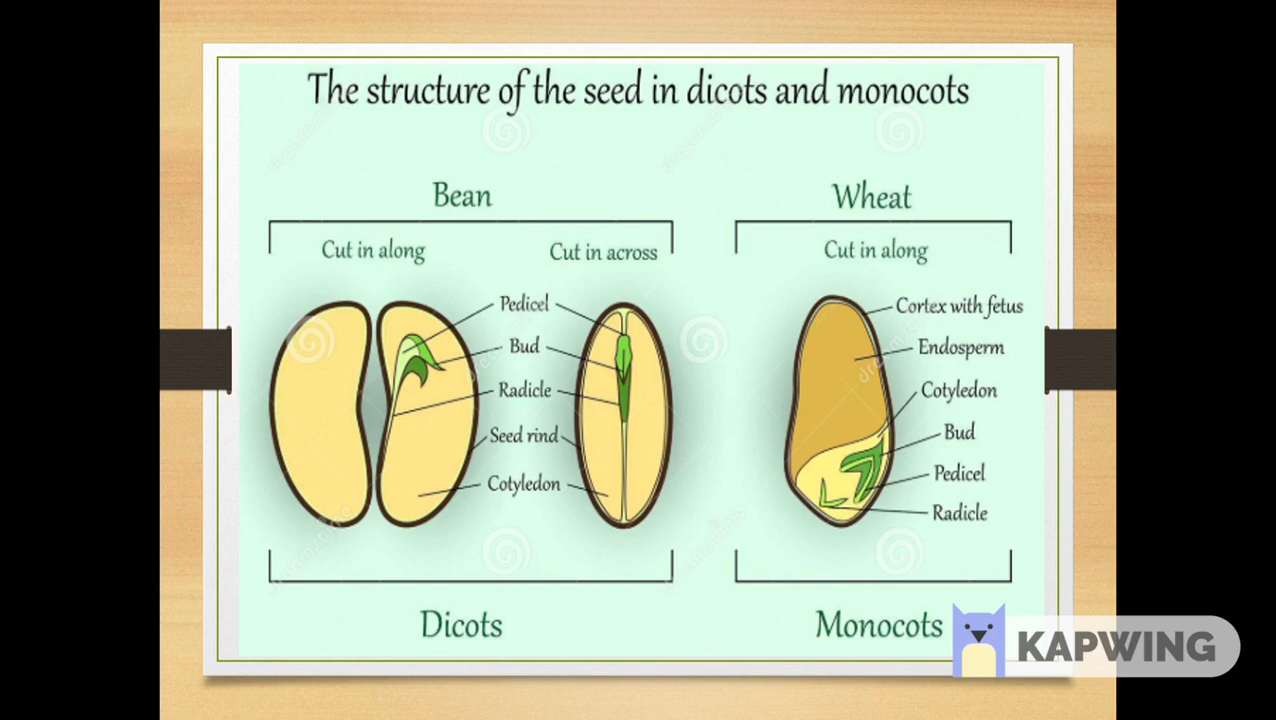 The structure of the seed in dicots and monocots
Bean
Wheat
Cut in along
Cut in across
Cut in along
Pedicel
Bud
Radicle
Seed rind
Cotyledon
Cortex with fetus
Endosperm
Cotyledon
Bud
Pedicel
Radicle
Dicots
Monocots
KAPWING